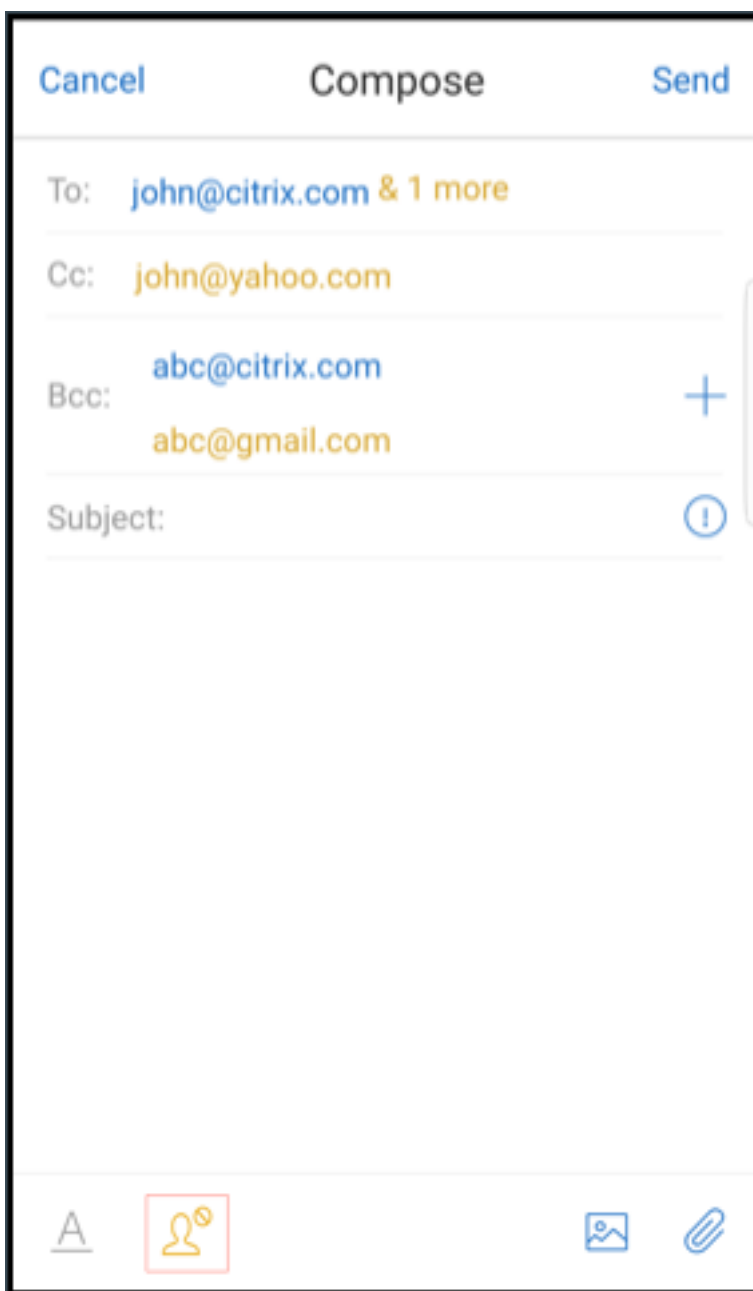 Cancel Compose Send
To: john@citrix.com & 1 more
Cc: john@yahoo.com
Bcc: abc@citrix.com
abc@gmail.com
Subject:
A